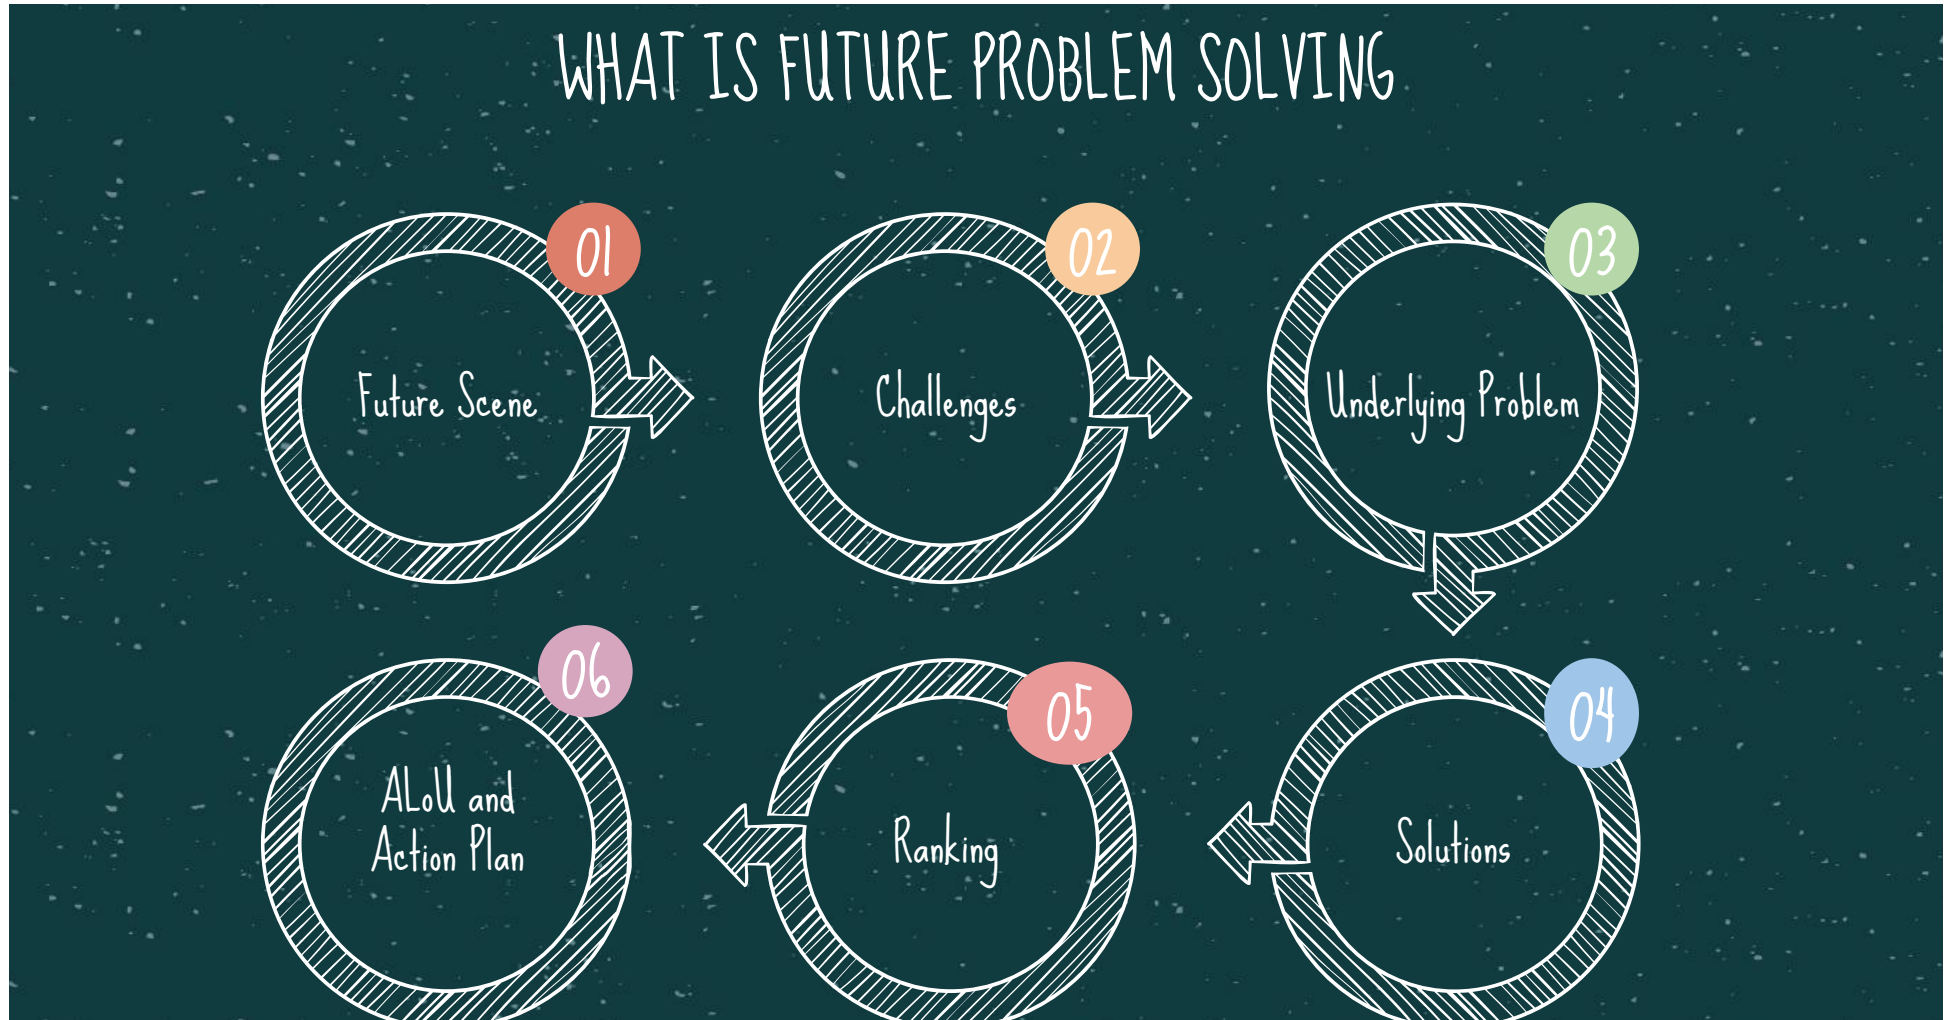 WHAT IS FUTURE PROBLEM SOLVING
01
Future Scene
02
Challenges
03
Underlying Problem
04
Solutions
05
Ranking
06
ALoU and
Action Plan